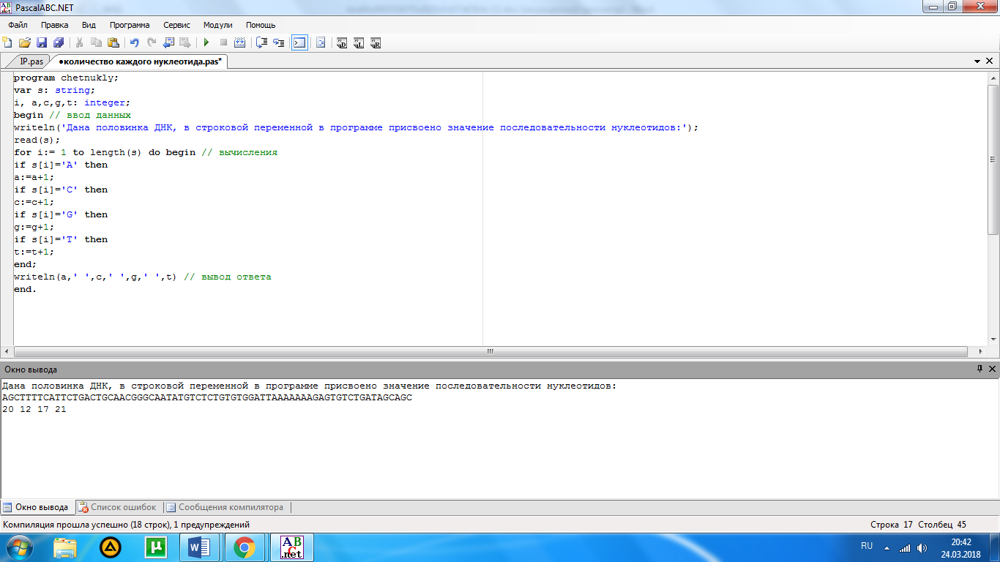 PascalABC.NET
Файл Правка Вид Программа Сервис Модули Помощь
IP.pas •количество каждого нуклеотида.pas*
program chetnukly;
var s: string;
i, a,c,g,t: integer;
begin // ввод данных
writeln('Дана половинка ДНК, в строковой переменной в программе присвоено значение последовательности нуклеотидов:');
read(s);
for i:= 1 to length(s) do begin // вычисления
if s[i]='A' then
a:=a+1;
if s[i]='C' then
c:=c+1;
if s[i]='G' then
g:=g+1;
if s[i]='T' then
t:=t+1;
end;
writeln(a,' ',c,' ',g,' ',t) // вывод ответа
end.
Окно вывода
Дана половинка ДНК, в строковой переменной в программе присвоено значение последовательности нуклеотидов:
AGCTTTTCATTCTGACTGCAACGGGCAATATGTCTCTGTGTGGATTAAAAAAAGAGTGTCTGATAGCAGC
20 12 17 21
Окно вывода Список ошибок Сообщения компилятора
Компиляция прошла успешно (18 строк), 1 предупреждений Строка 17 Столбец 45
RU 20:42
24.03.2018